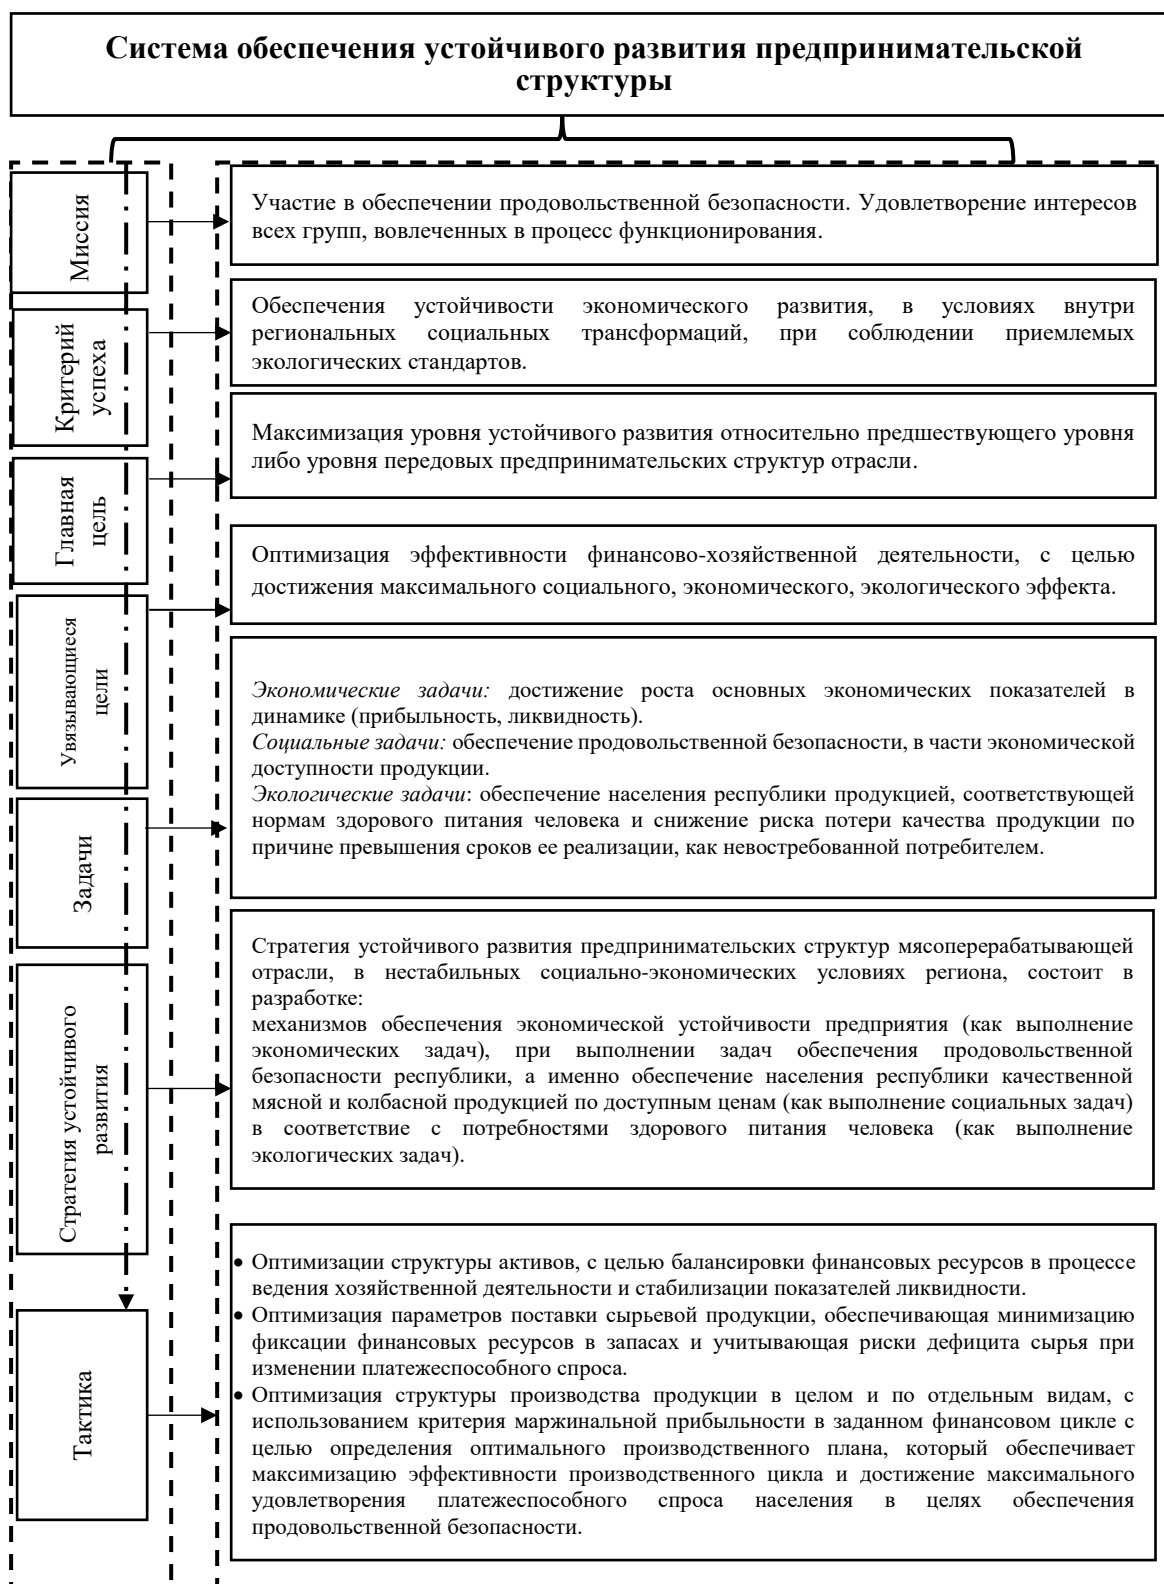 Система обеспечения устойчивого развития предпринимательской
структуры
Миссия
Участие в обеспечении продовольственной безопасности. Удовлетворение интересов
всех групп, вовлеченных в процесс функционирования.
Критерий
успеха
Обеспечения устойчивости экономического развития, в условиях внутри
региональных социальных трансформаций, при соблюдении приемлемых
экологических стандартов.
Главная
цель
Максимизация уровня устойчивого развития относительно предшествующего уровня
либо уровня передовых предпринимательских структур отрасли.
Увязывающиеся
цели
Оптимизация эффективности финансово-хозяйственной деятельности, с целью
достижения максимального социального, экономического, экологического эффекта.
Задачи
Экономические задачи: достижение роста основных экономических показателей в
динамике (прибыльность, ликвидность).
Социальные задачи: обеспечение продовольственной безопасности, в части экономической
доступности продукции.
Экологические задачи: обеспечение населения республики продукцией, соответствующей
нормам здорового питания человека и снижение риска потери качества продукции по
причине превышения сроков ее реализации, как невостребованной потребителем.
Стратегия устойчивого
развития
Стратегия устойчивого развития предпринимательских структур мясоперерабатывающей
отрасли, в нестабильных социально-экономических условиях региона, состоит в
разработке:
механизмов обеспечения экономической устойчивости предприятия (как выполнение
экономических задач), при выполнении задач обеспечения продовольственной
безопасности республики, а именно обеспечение населения республики качественной
мясной и колбасной продукцией по доступным ценам (как выполнение социальных задач)
в соответствие с потребностями здорового питания человека (как выполнение
экологических задач).
Тактика
• Оптимизации структуры активов, с целью балансировки финансовых ресурсов в процессе
ведения хозяйственной деятельности и стабилизации показателей ликвидности.
• Оптимизация параметров поставки сырьевой продукции, обеспечивающая минимизацию
фиксации финансовых ресурсов в запасах и учитывающая риски дефицита сырья при
изменении платежеспособного спроса.
• Оптимизация структуры производства продукции в целом и по отдельным видам, с
использованием критерия маржинальной прибыльности в заданном финансовом цикле с
целью определения оптимального производственного плана, который обеспечивает
максимизацию эффективности производственного цикла и достижение максимального
удовлетворения платежеспособного спроса населения в целях обеспечения
продовольственной безопасности.